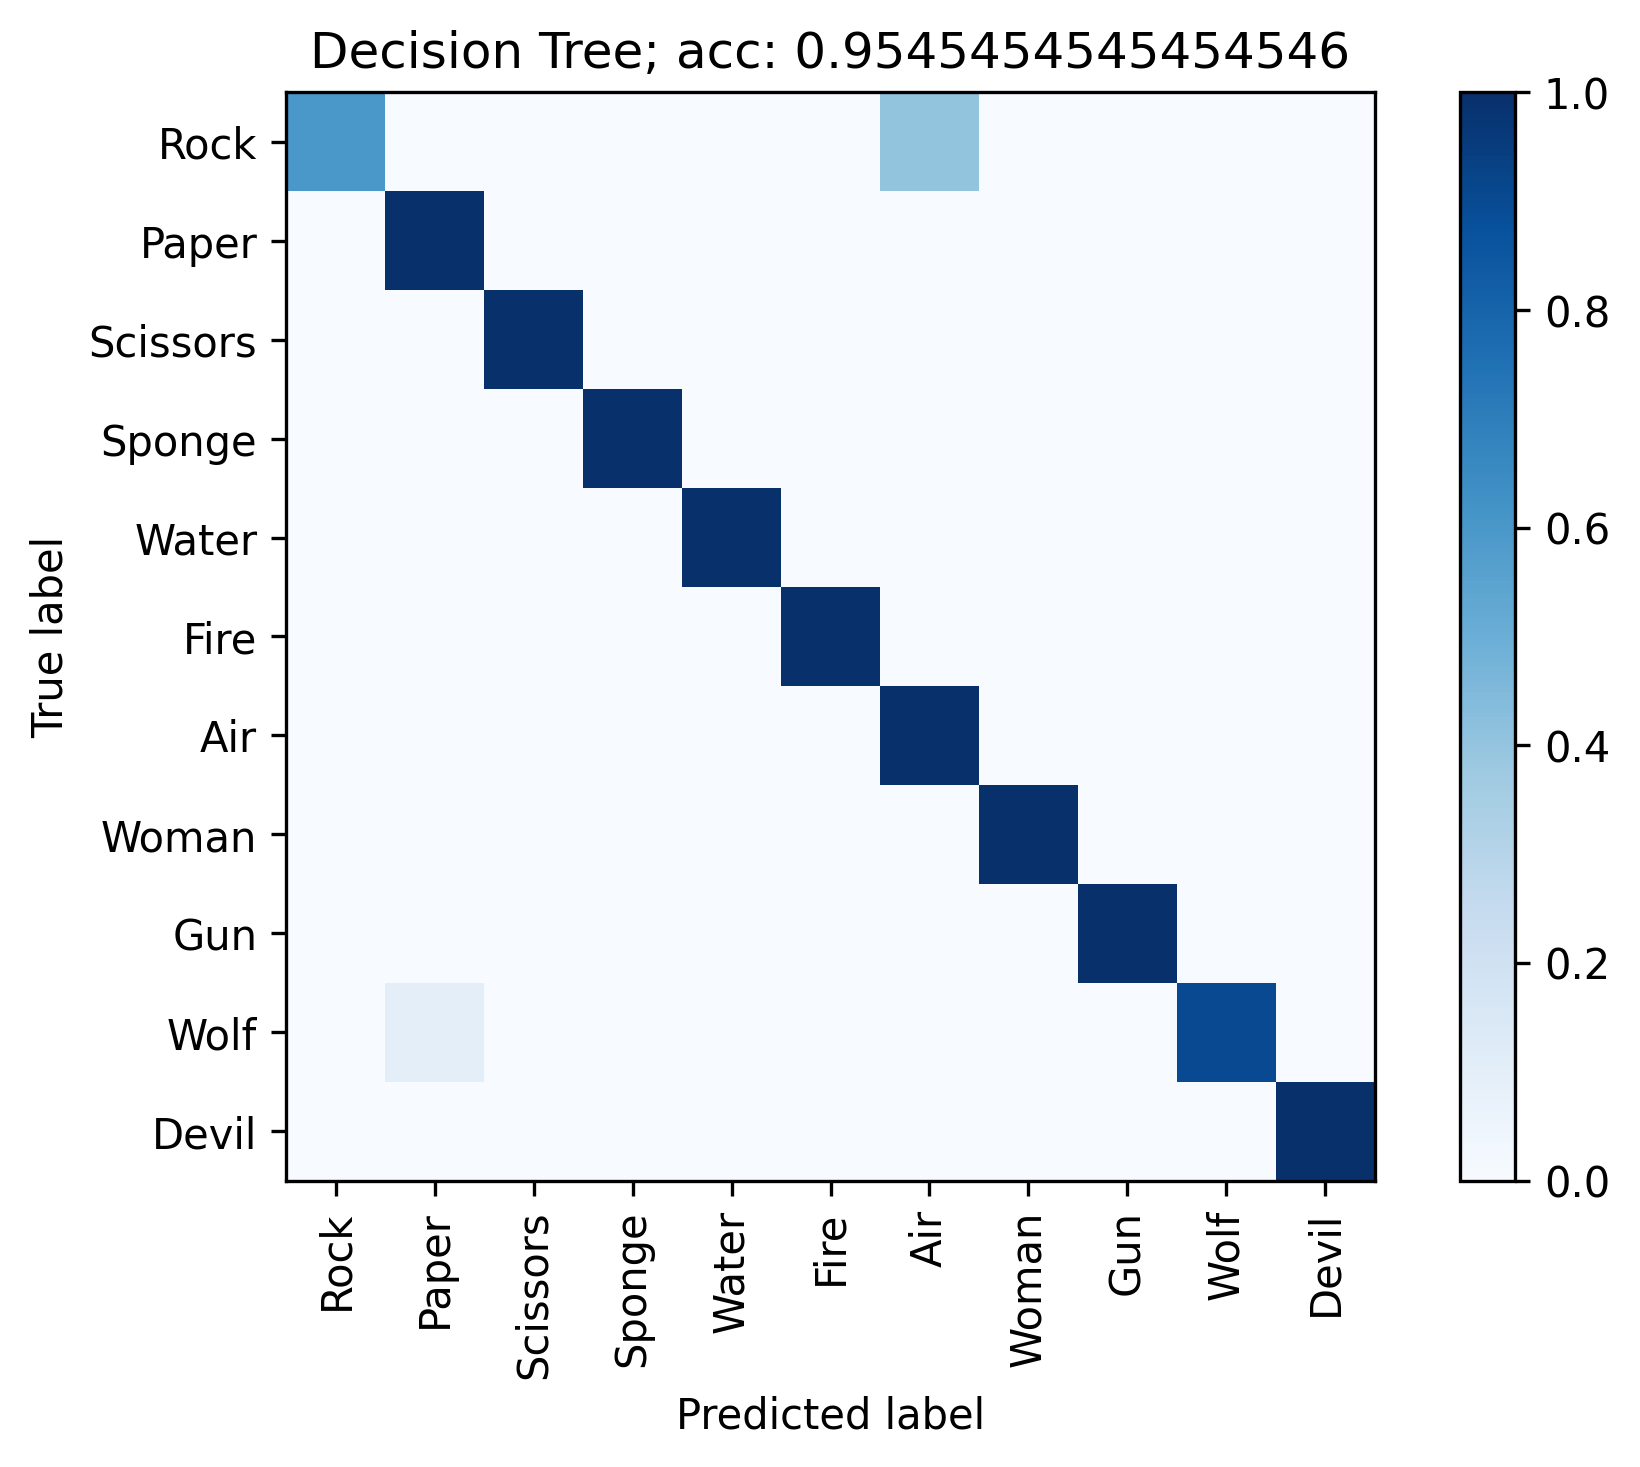 Decision Tree; acc: 0.9545454545454546
True label
Rock
Paper
Scissors
Sponge
Water
Fire
Air
Woman
Gun
Wolf
Devil
Rock
Paper
Scissors
Sponge
Water
Fire
Air
Woman
Gun
Wolf
Devil
Predicted label
1.0
0.8
0.6
0.4
0.2
0.0